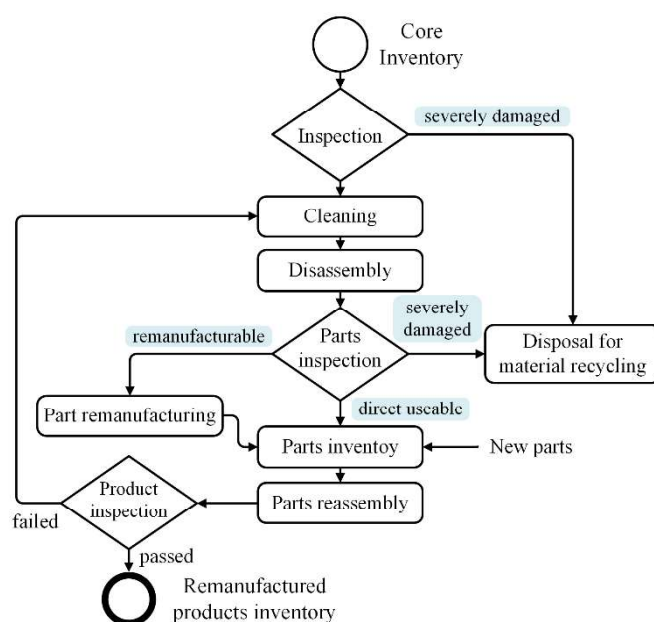 Core
Inventory
severely damaged
Inspection
Cleaning
Disassembly
severely
damaged
remanufacturable
Parts
inspection
Disposal for
material recycling
direct useable
Part remanufacturing
Parts inventoy
New parts
Product
inspection
Parts reassembly
failed
passed
Remanufactured
products inventory